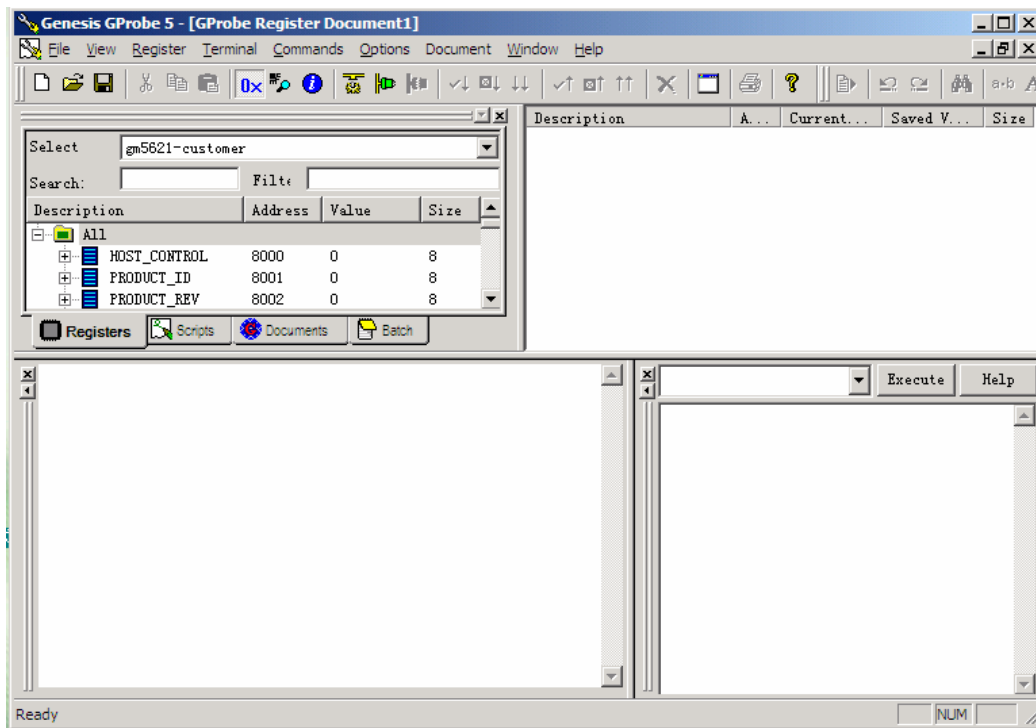 Genesis GProbe 5 - [GProbe Register Document1]
File View Register Terminal Commands Options Document Window Help
0x
?
a·b
Description A... Current... Saved V... Size
Select gm5621-customer
Search: Filte
Description Address Value Size
All
HOST_CONTROL 8000 0 8
PRODUCT_ID 8001 0 8
PRODUCT_REV 8002 0 8
Registers Scripts Documents Batch
Execute Help
Ready NUM